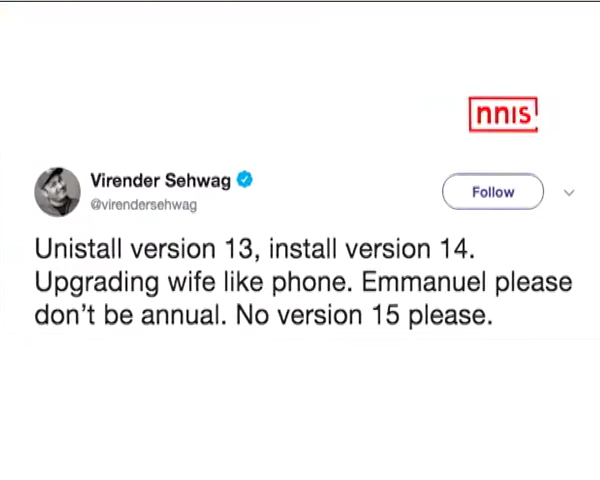 nnis!
Virender Sehwag
@virendersehwag
Follow
Unistall version 13, install version 14.
Upgrading wife like phone. Emmanuel please
don't be annual. No version 15 please.